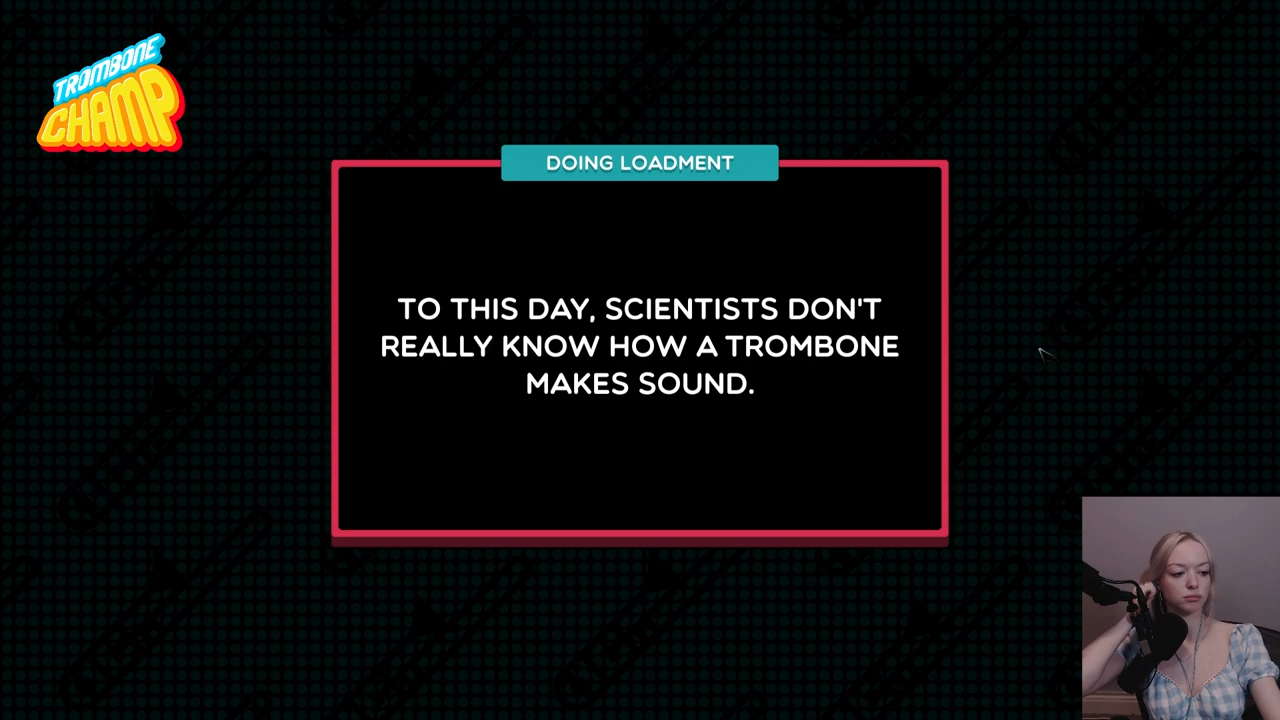 TROMBONE
CHAMP
DOING LOADMENT
TO THIS DAY, SCIENTISTS DON'T
REALLY KNOW HOW A TROMBONE
MAKES SOUND.